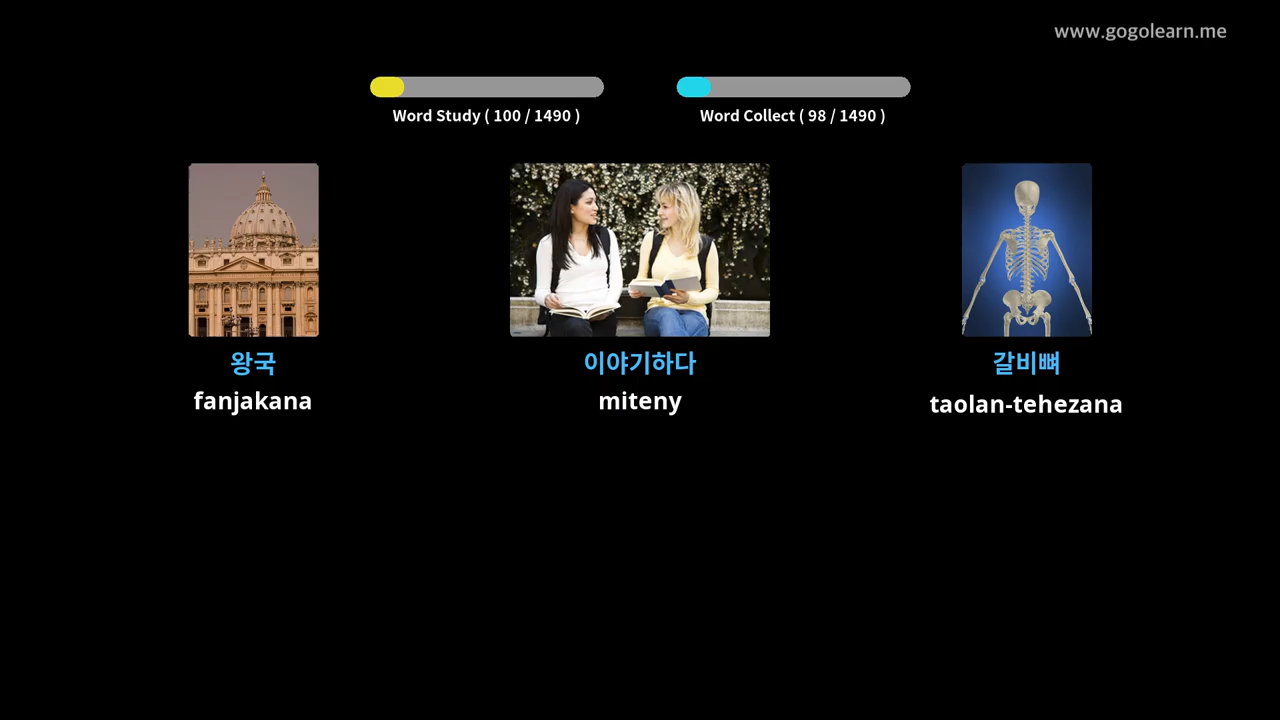 www.gogolearn.me
Word Study ( 100 / 1490 )
Word Collect ( 98 / 1490 )
왕국
이야기하다
갈비뼈
fanjakana
miteny
taolan-tehezana